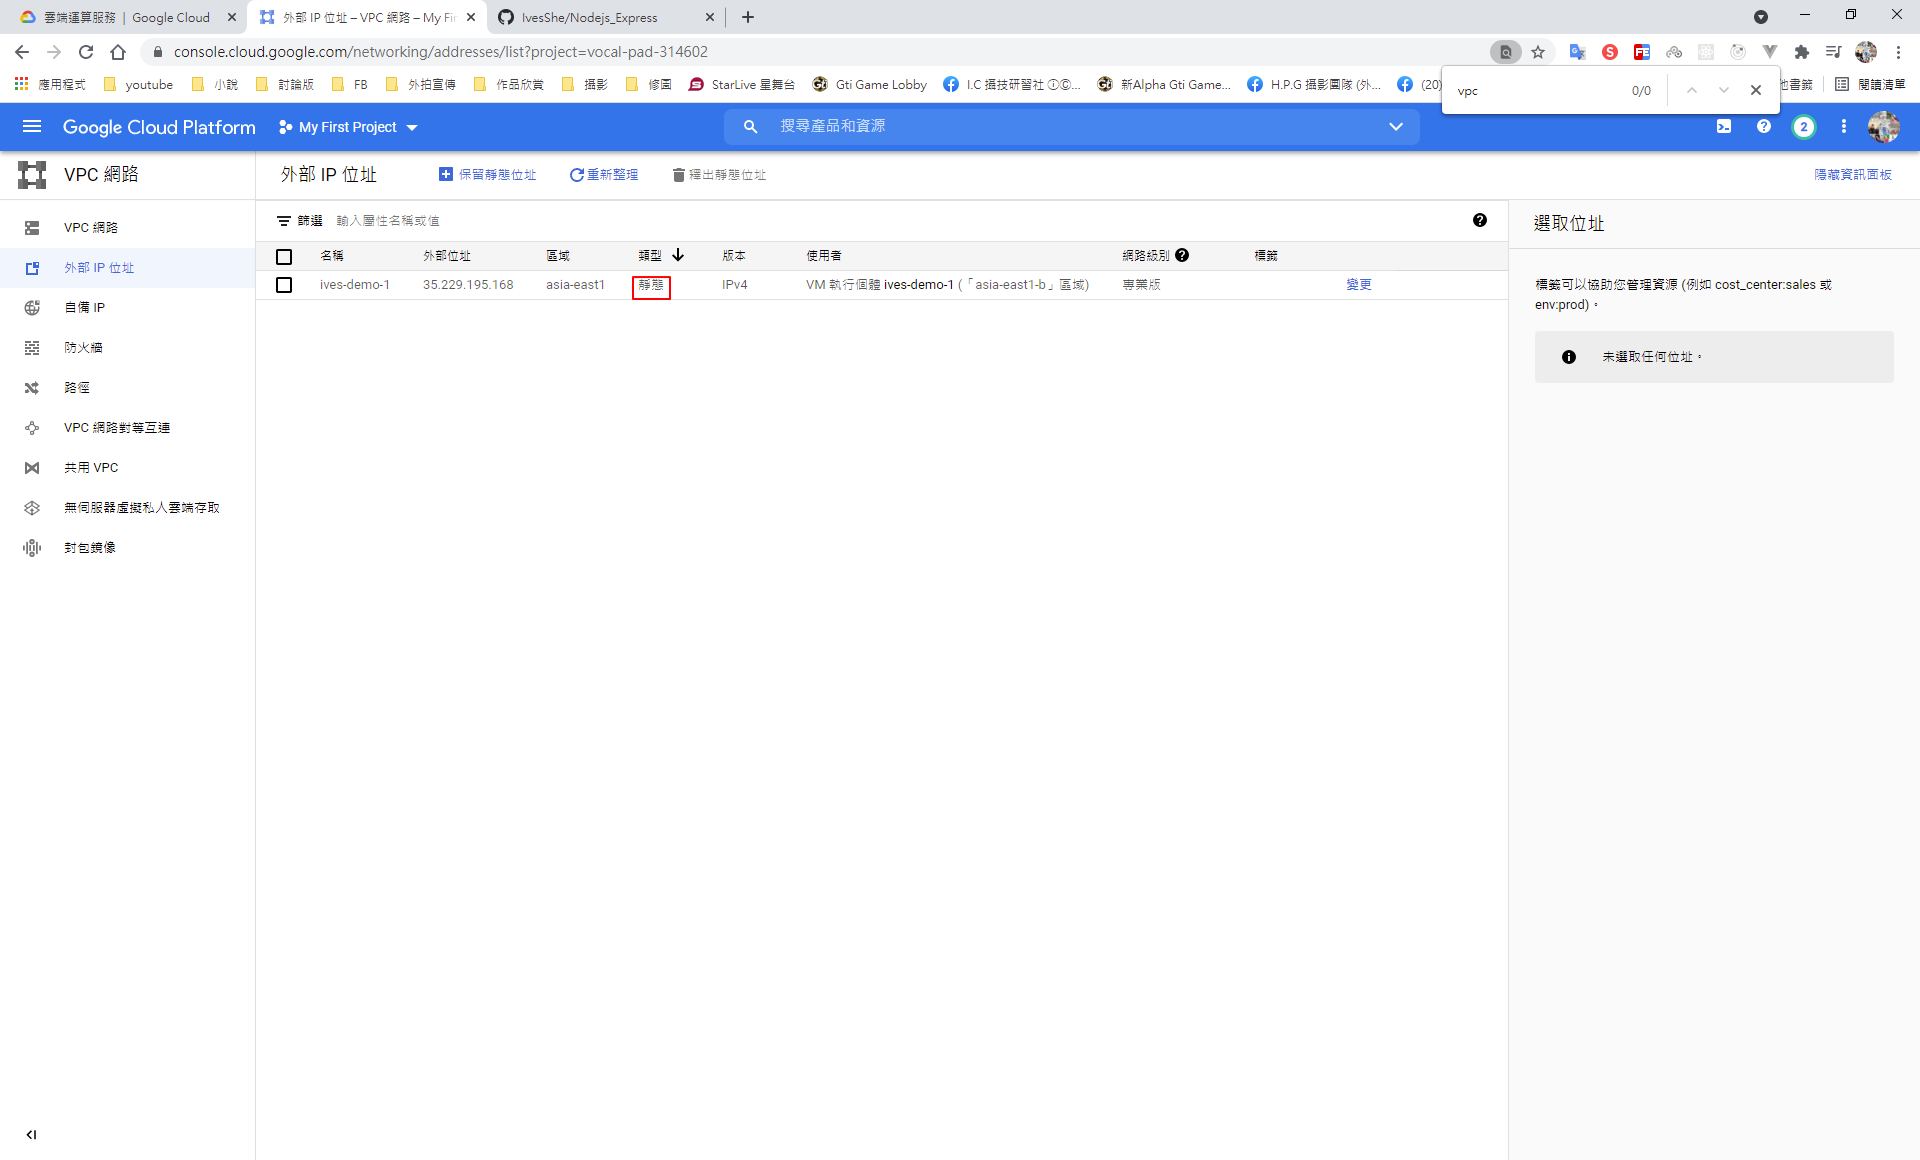 雲端運算服務 | Google Cloud
外部 IP 位址 – VPC 網路 – My Fir
IvesShe/Nodejs_Express
console.cloud.google.com/networking/addresses/list?project=vocal-pad-314602
應用程式
youtube
小說
討論版
FB
外拍宣傳
作品欣賞
攝影
修圖
StarLive 星舞台
Gti Game Lobby
I.C 攝技研習社 ①©...
新Alpha Gti Game...
H.P.G 攝影團隊 (外...
(20)
他書籤
閱讀清單
vpc
0/0
Google Cloud Platform
My First Project
搜尋產品和資源
2
VPC 網路
外部 IP 位址
保留靜態位址
重新整理
釋出靜態位址
隱藏資訊面板
VPC 網路
外部 IP 位址
自備 IP
防火牆
路徑
VPC 網路對等互連
共用 VPC
無伺服器虛擬私人雲端存取
封包鏡像
篩選 輸入屬性名稱或值
名稱 外部位址 區域 類型 版本 使用者 網路級別 標籤
ives-demo-1 35.229.195.168 asia-east1 靜態 IPv4 VM 執行個體 ives-demo-1 (「asia-east1-b」區域) 專業版 變更
選取位址
標籤可以協助您管理資源 (例如 cost_center:sales 或
env:prod)。
未選取任何位址。